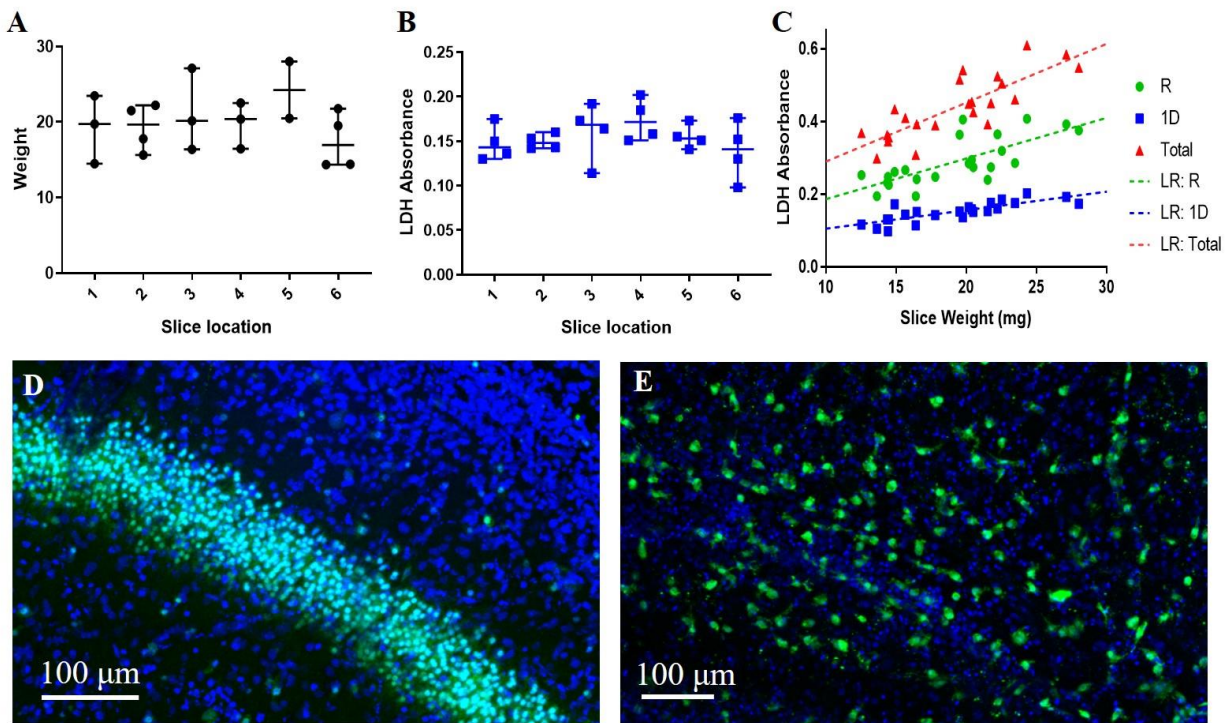 A
Weight
30
20
10
0
1 2 3 4 5 6
Slice location
B
LDH Absorbance
0.25
0.20
0.15
0.10
0.05
0.00
1 2 3 4 5 6
Slice location
C
LDH Absorbance
0.6
0.4
0.2
0.0
10 15 20 25 30
Slice Weight (mg)
R
1D
Total
LR: R
LR: 1D
LR: Total
D
100 μm
E
100 μm